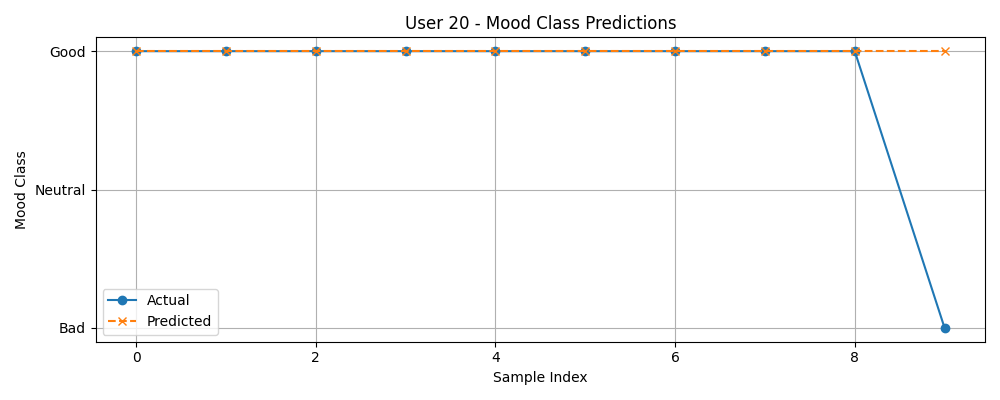 User 20 - Mood Class Predictions
Mood Class
Good
Neutral
Bad
Actual
Predicted
0 2 4 6 8
Sample Index